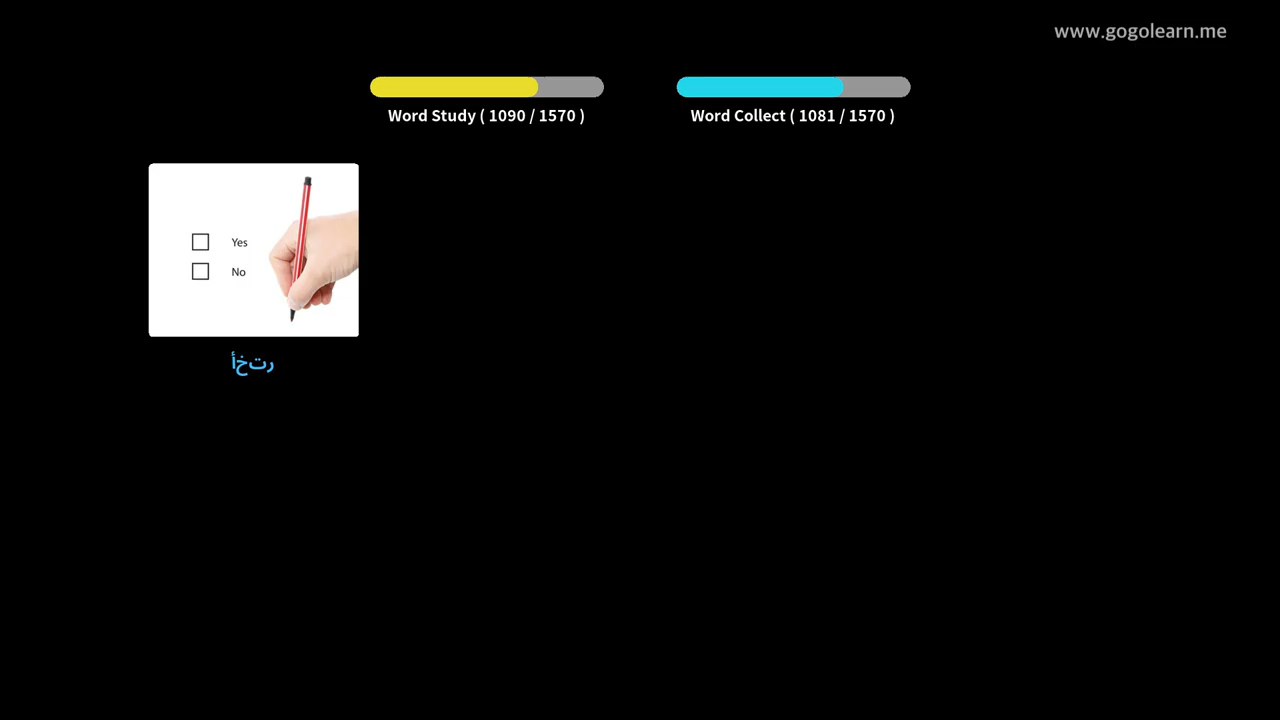 www.gogolearn.me
Word Study ( 1090 / 1570 )
Word Collect ( 1081 / 1570 )
Yes
No
رتخأ